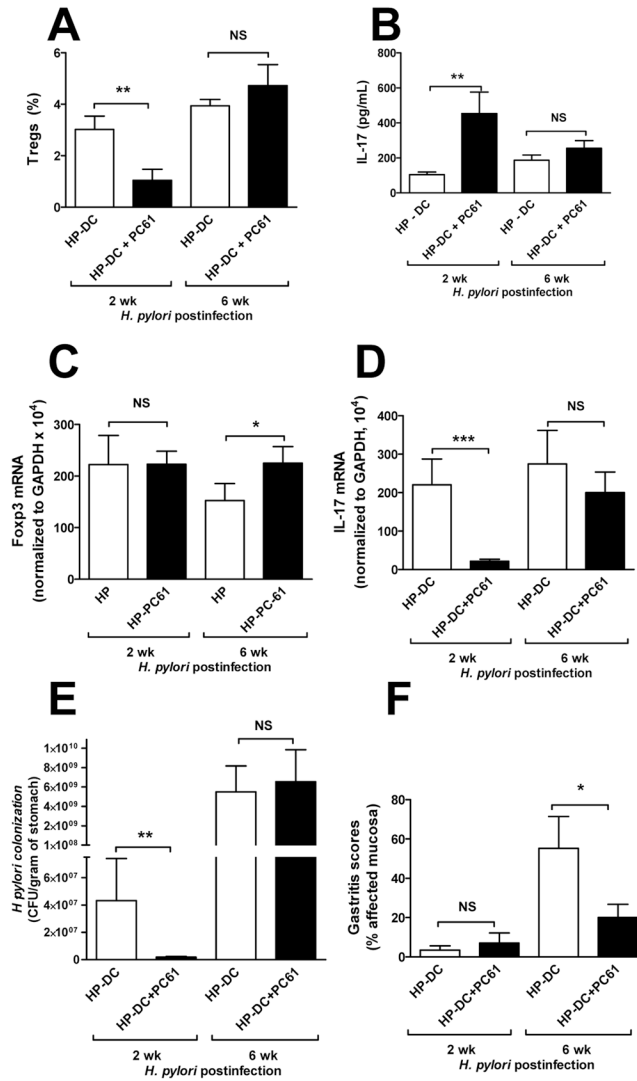 A
Tregs (%)
6
4
2
0
**
NS
HP-DC
HP-DC + PC61
HP-DC
HP-DC + PC61
2 wk
6 wk
H. pylori postinfection
B
IL-17 (pg/mL)
800
600
400
200
0
**
NS
HP - DC
HP-DC + PC61
HP - DC
HP-DC + PC61
2 wk
6 wk
H. pylori postinfection
C
Foxp3 mRNA
(normalized to GAPDH x 10⁴)
300
200
100
0
NS
*
HP
HP-PC61
HP
HP-PC-61
2 wk
6 wk
H. pylori postinfection
D
IL-17 mRNA
(normalized to GAPDH, 10⁴)
400
300
200
100
0
***
NS
HP-DC
HP-DC+PC61
HP-DC
HP-DC+PC61
2 wk
6 wk
H. pylori postinfection
E
H pylori colonization
(CFU/gram of stomach)
1×10¹⁰
8×10⁰⁹
6×10⁰⁹
4×10⁰⁹
2×10⁰⁹
1×10⁰⁸
6×10⁰⁷
4×10⁰⁷
2×10⁰⁷
0
**
NS
HP-DC
HP-DC+PC61
HP-DC
HP-DC+PC61
2 wk
6 wk
H. pylori postinfection
F
Gastritis scores
(% affected mucosa)
80
60
40
20
0
NS
*
HP-DC
HP-DC+PC61
HP-DC
HP-DC+PC61
2 wk
6 wk
H. pylori postinfection